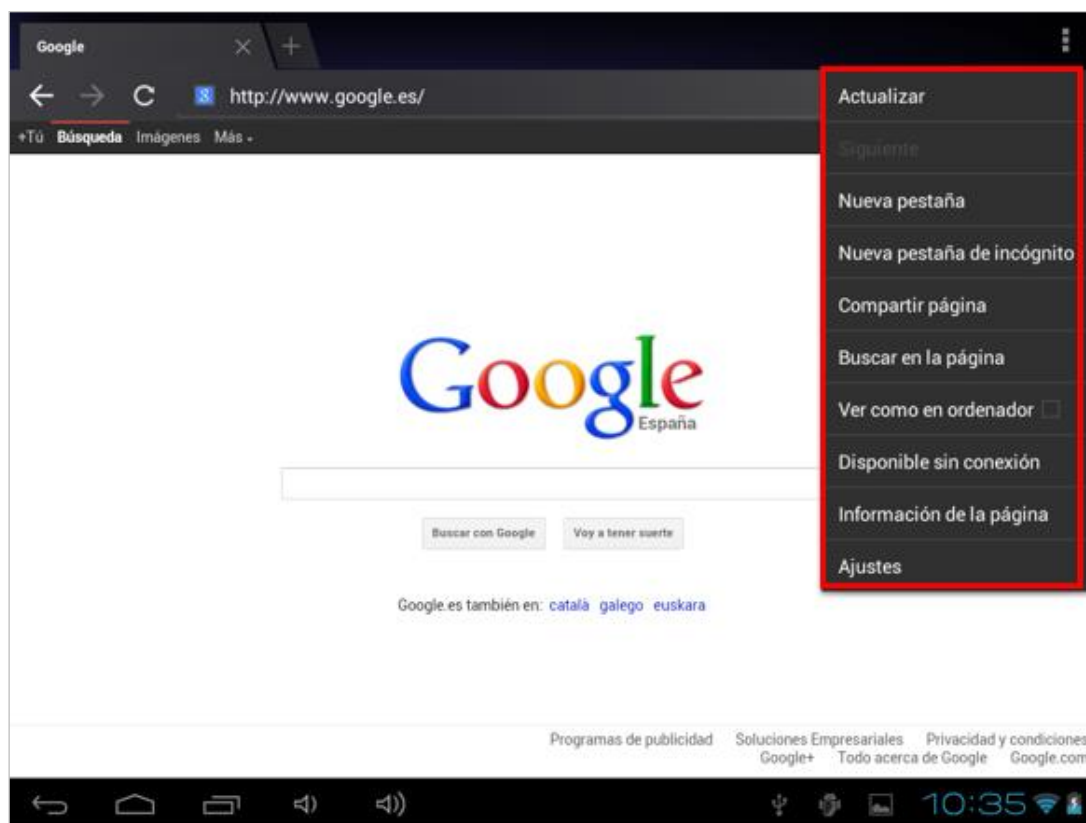 Google
http://www.google.es/
+Tú Búsqueda Imágenes Más
Actualizar
Siguiente
Nueva pestaña
Nueva pestaña de incógnito
Compartir página
Buscar en la página
Ver como en ordenador
Disponible sin conexión
Información de la página
Ajustes
Google
España
Buscar con Google Voy a tener suerte
Google.es también en: català galego euskara
Programas de publicidad Soluciones Empresariales Privacidad y condiciones
Google+ Todo acerca de Google Google.com
10:35